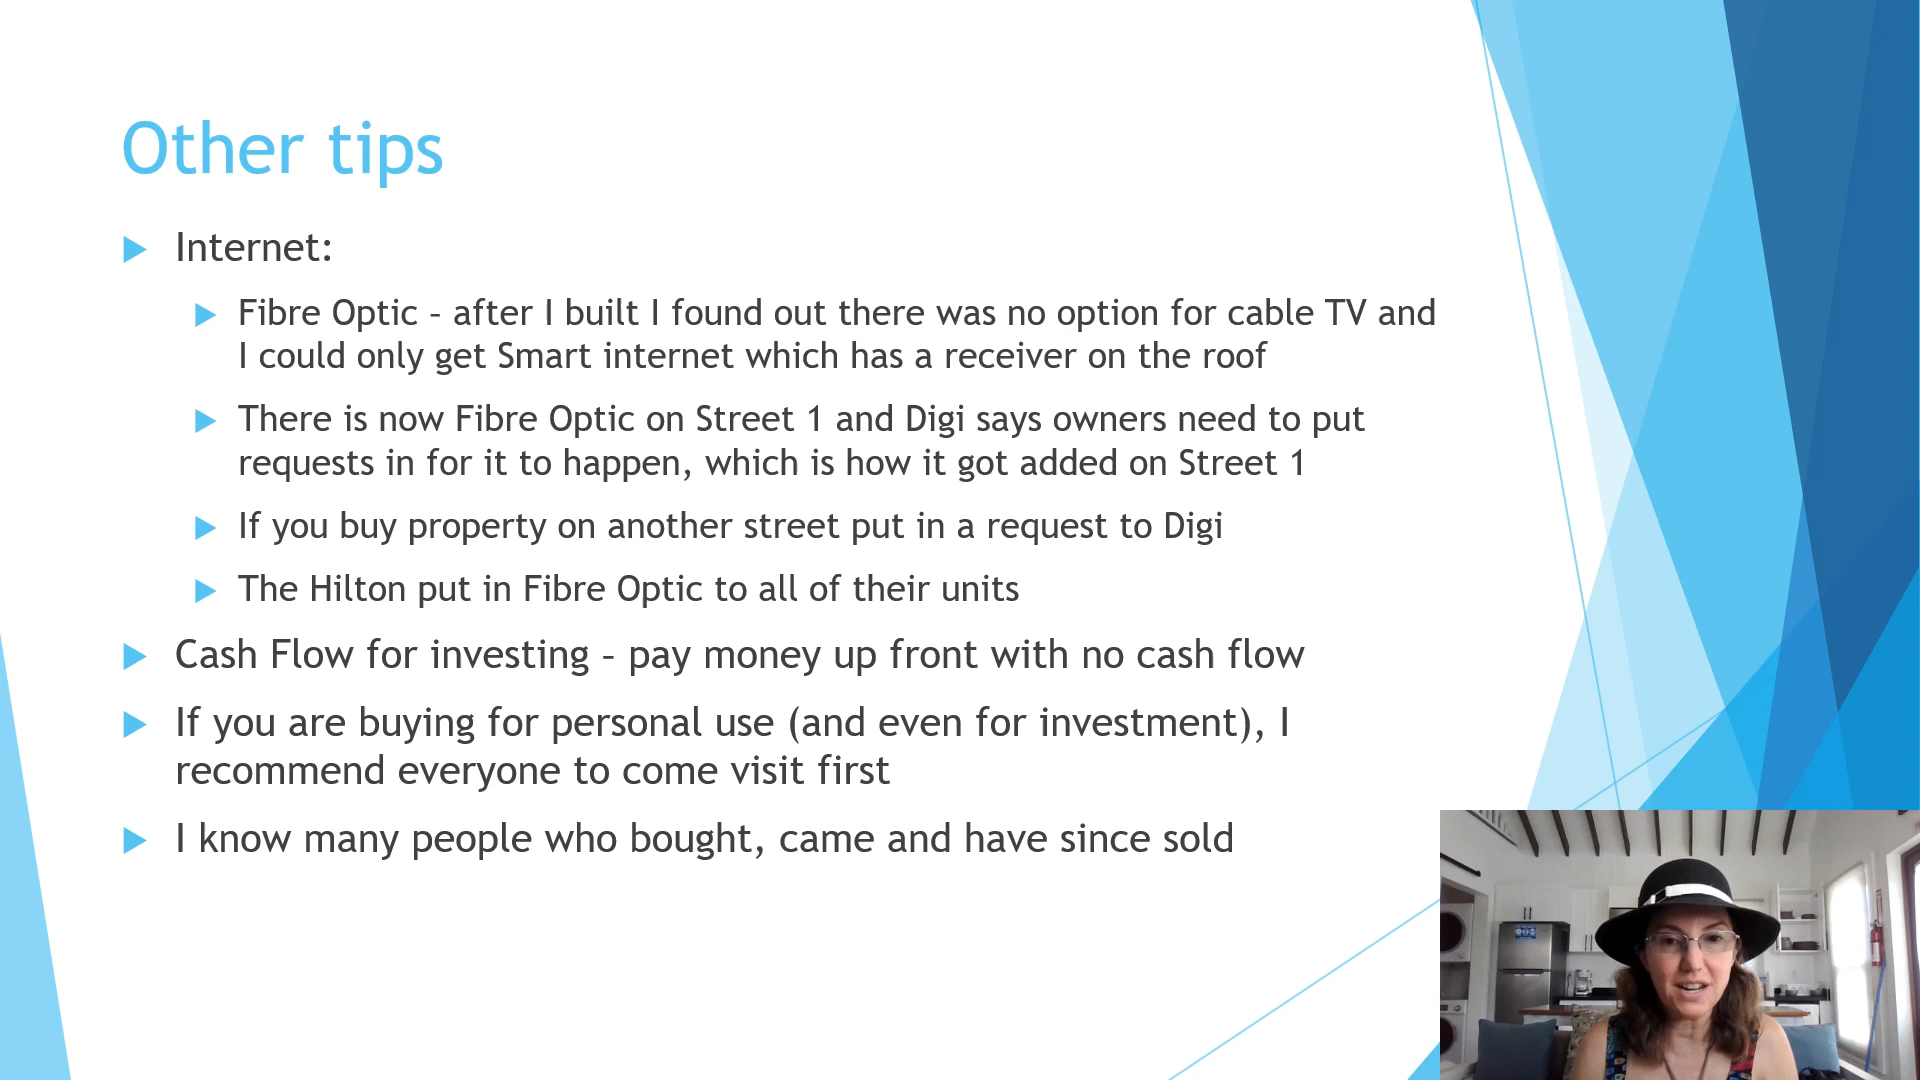 Other tips
Internet:
Fibre Optic – after I built I found out there was no option for cable TV and
I could only get Smart internet which has a receiver on the roof
There is now Fibre Optic on Street 1 and Digi says owners need to put
requests in for it to happen, which is how it got added on Street 1
If you buy property on another street put in a request to Digi
The Hilton put in Fibre Optic to all of their units
Cash Flow for investing – pay money up front with no cash flow
If you are buying for personal use (and even for investment), I
recommend everyone to come visit first
I know many people who bought, came and have since sold